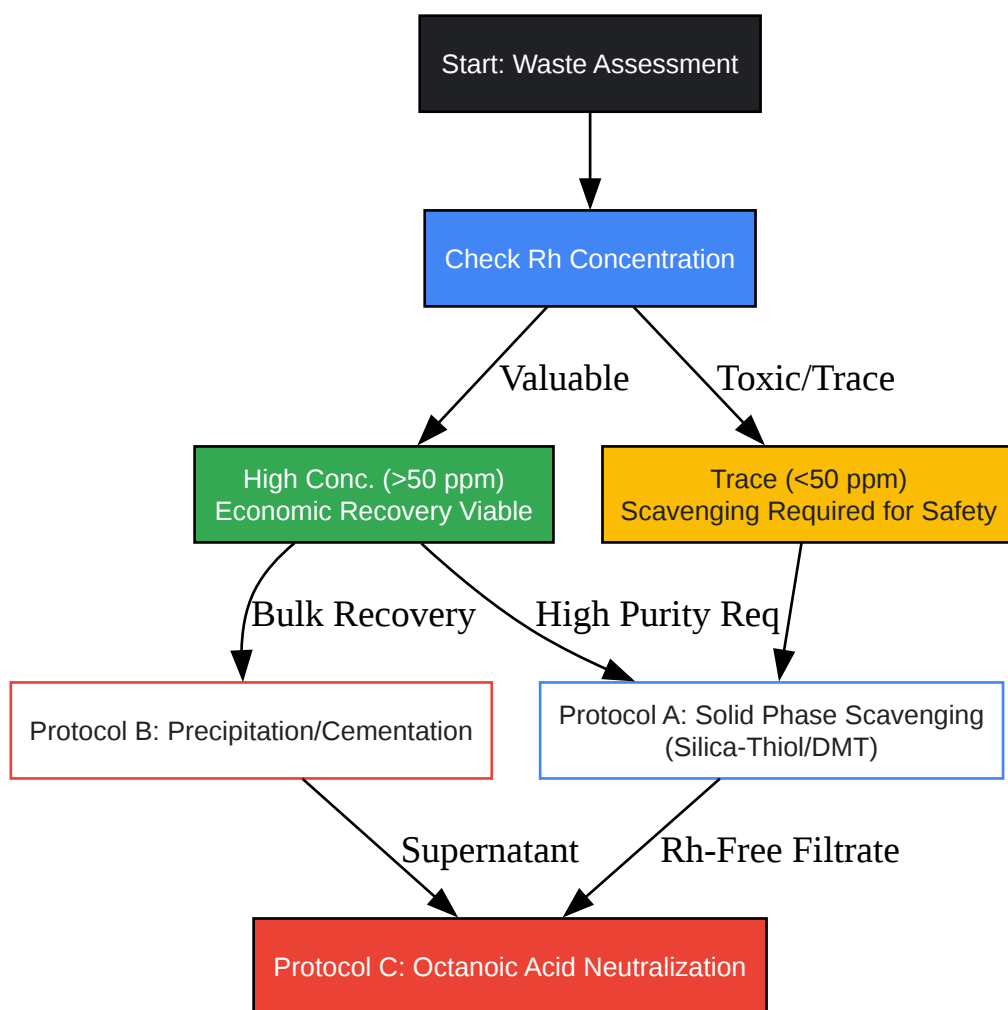 Start: Waste Assessment
Check Rh Concentration
Valuable
Toxic/Trace
High Conc. (>50 ppm)
Economic Recovery Viable
Trace (<50 ppm)
Scavenging Required for Safety
Bulk Recovery
High Purity Req
Protocol B: Precipitation/Cementation
Protocol A: Solid Phase Scavenging
(Silica-Thiol/DMT)
Supernatant
Rh-Free Filtrate
Protocol C: Octanoic Acid Neutralization